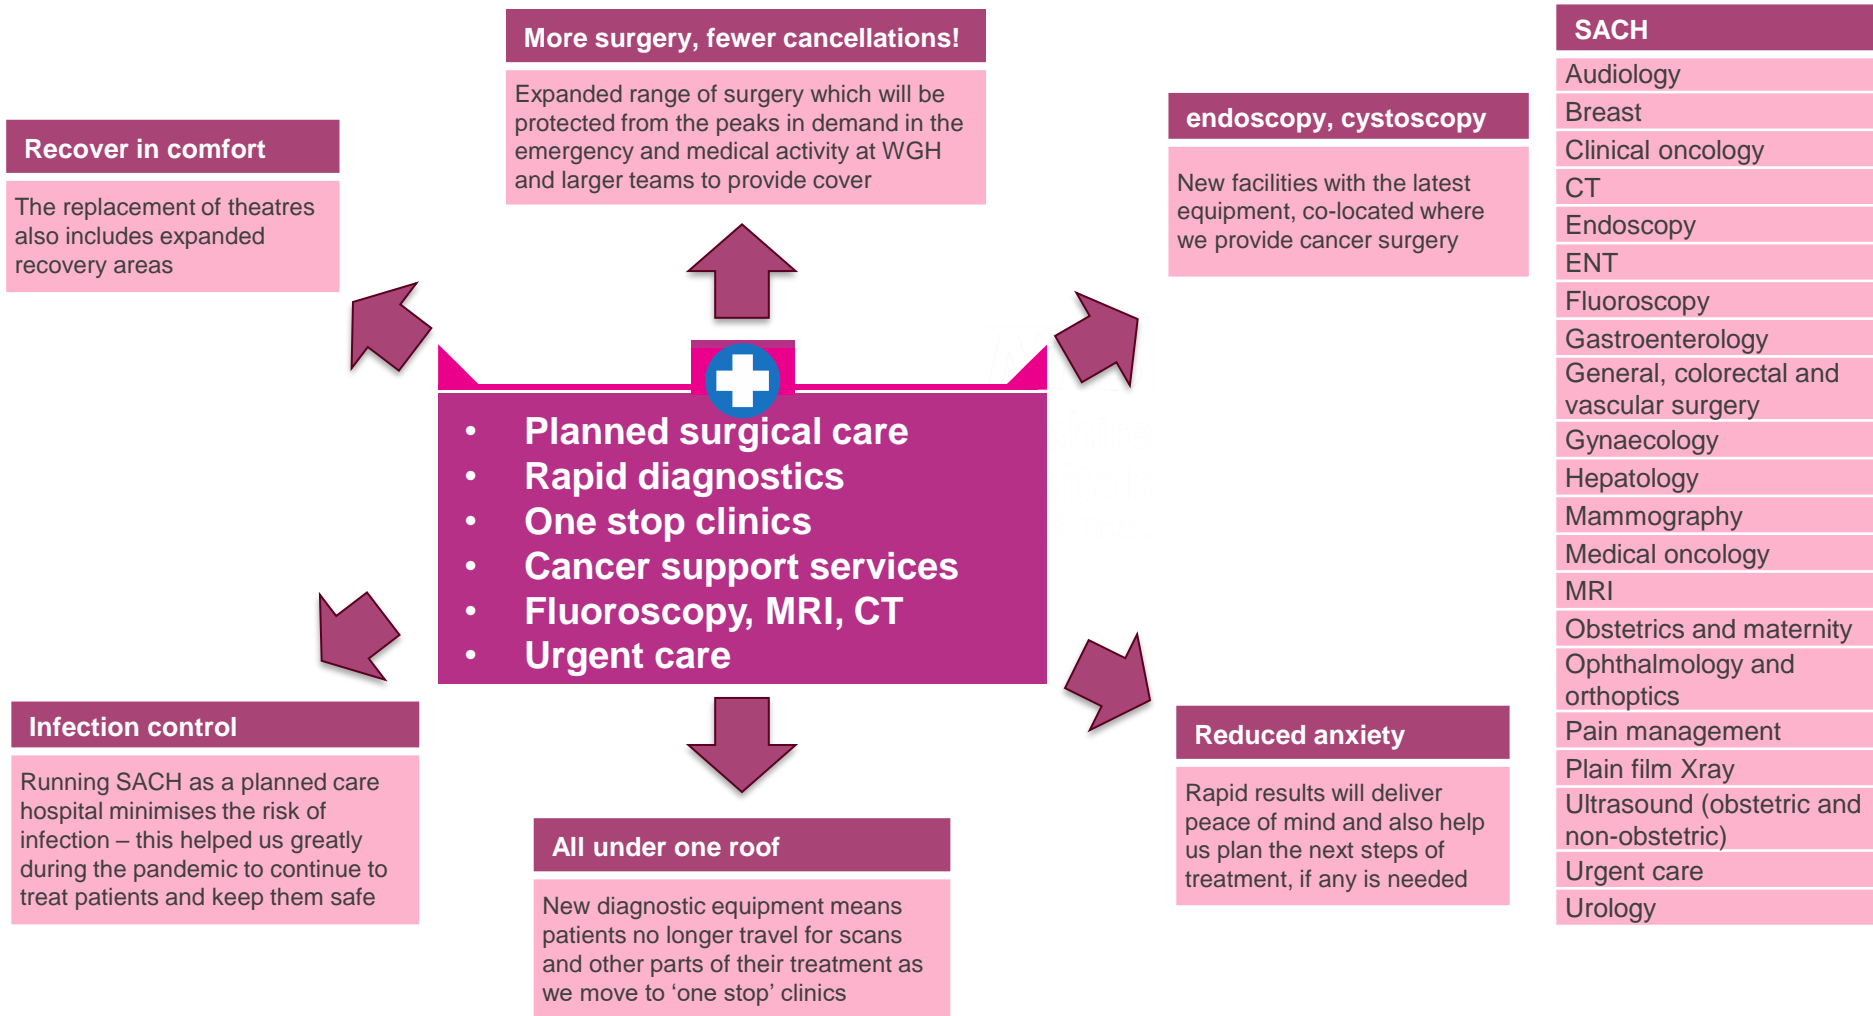 More surgery, fewer cancellations!
Expanded range of surgery which will be
protected from the peaks in demand in the
emergency and medical activity at WGH
and larger teams to provide cover
Recover in comfort
The replacement of theatres
also includes expanded
recovery areas
endoscopy, cystoscopy
New facilities with the latest
equipment, co-located where
we provide cancer surgery
• Planned surgical care
• Rapid diagnostics
• One stop clinics
• Cancer support services
• Fluoroscopy, MRI, CT
• Urgent care
Infection control
Running SACH as a planned care
hospital minimises the risk of
infection – this helped us greatly
during the pandemic to continue to
treat patients and keep them safe
All under one roof
New diagnostic equipment means
patients no longer travel for scans
and other parts of their treatment as
we move to ‘one stop’ clinics
Reduced anxiety
Rapid results will deliver
peace of mind and also help
us plan the next steps of
treatment, if any is needed
SACH
Audiology
Breast
Clinical oncology
CT
Endoscopy
ENT
Fluoroscopy
Gastroenterology
General, colorectal and
vascular surgery
Gynaecology
Hepatology
Mammography
Medical oncology
MRI
Obstetrics and maternity
Ophthalmology and
orthoptics
Pain management
Plain film Xray
Ultrasound (obstetric and
non-obstetric)
Urgent care
Urology